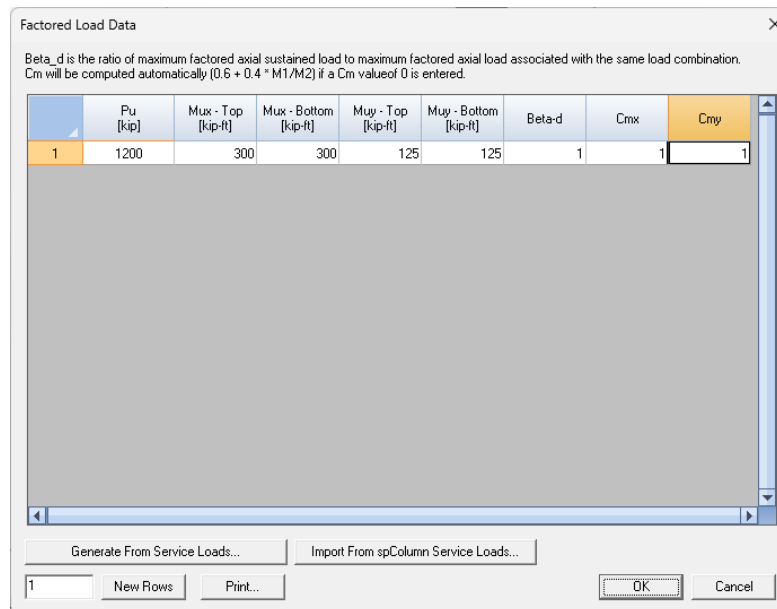 Factored Load Data
Beta_d is the ratio of maximum factored axial sustained load to maximum factored axial load associated with the same load combination.
Cm will be computed automatically (0.6 + 0.4 * M1/M2) if a Cm valueof 0 is entered.
Pu [kip] Mux - Top [kip-ft] Mux - Bottom [kip-ft] Muy - Top [kip-ft] Muy - Bottom [kip-ft] Beta-d Cmx Cmy
1 1200 300 300 125 125 1 1 1
Generate From Service Loads... Import From spColumn Service Loads...
1 New Rows Print... OK Cancel